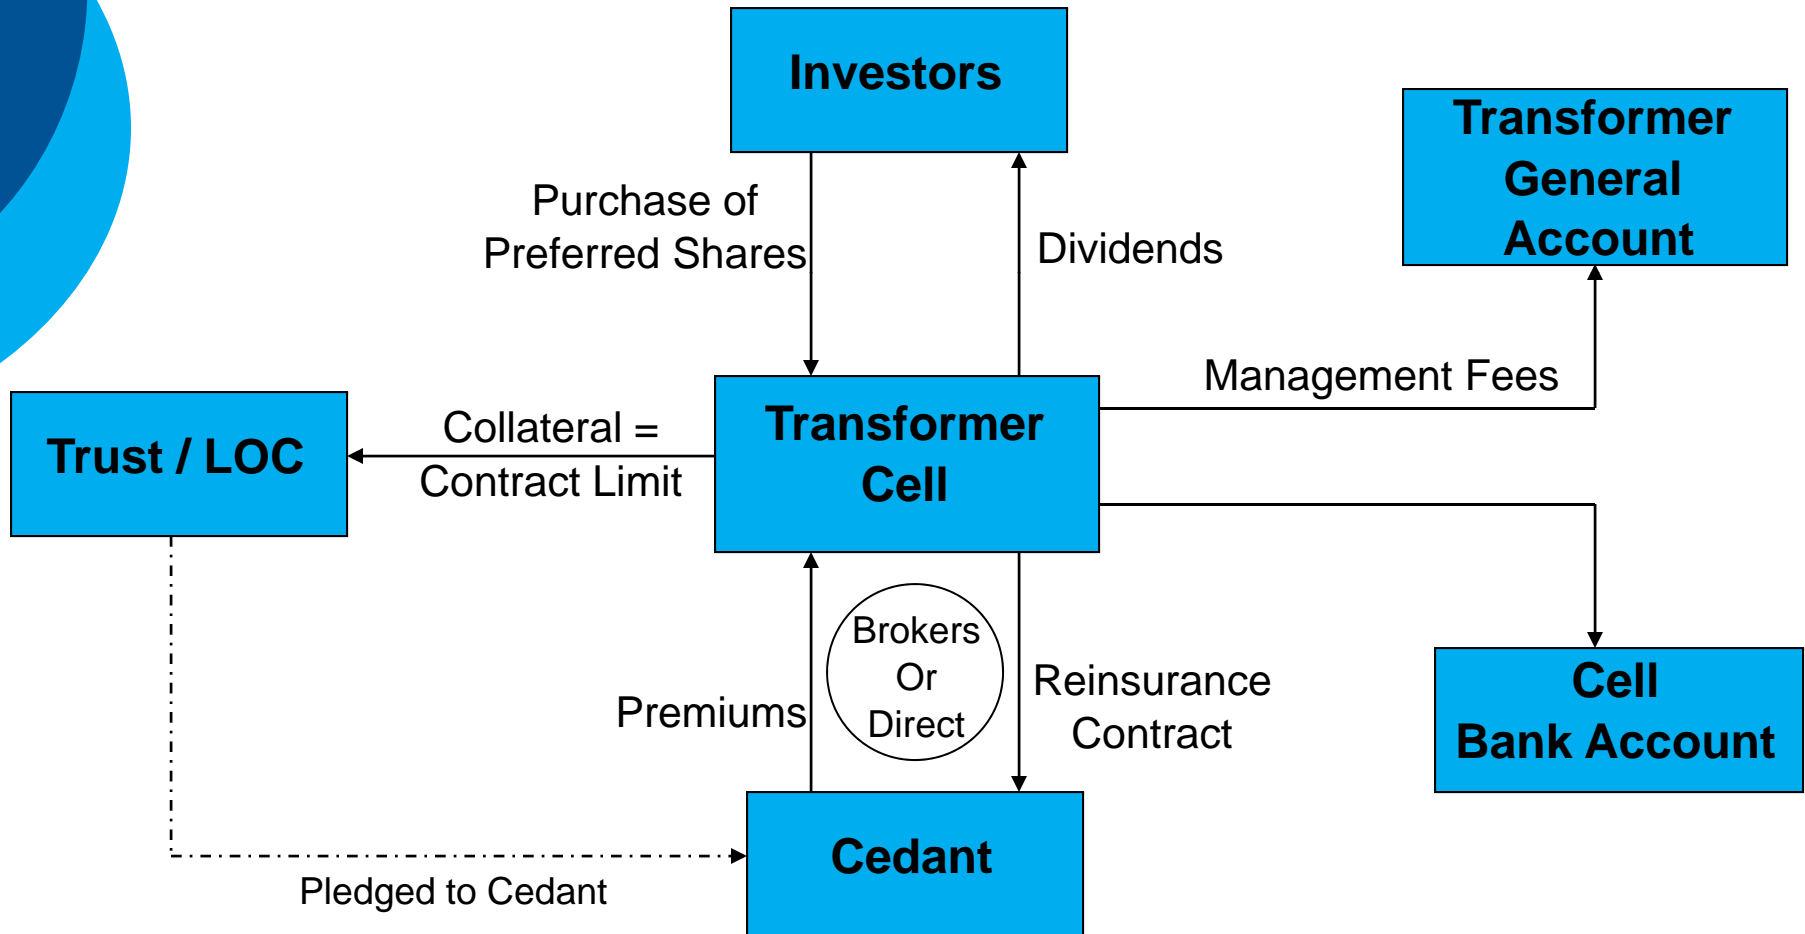 Investors
Transformer
General
Account
Purchase of
Preferred Shares
Dividends
Management Fees
Trust / LOC
Collateral =
Contract Limit
Transformer
Cell
Brokers
Or
Direct
Premiums
Reinsurance
Contract
Cell
Bank Account
Cedant
Pledged to Cedant